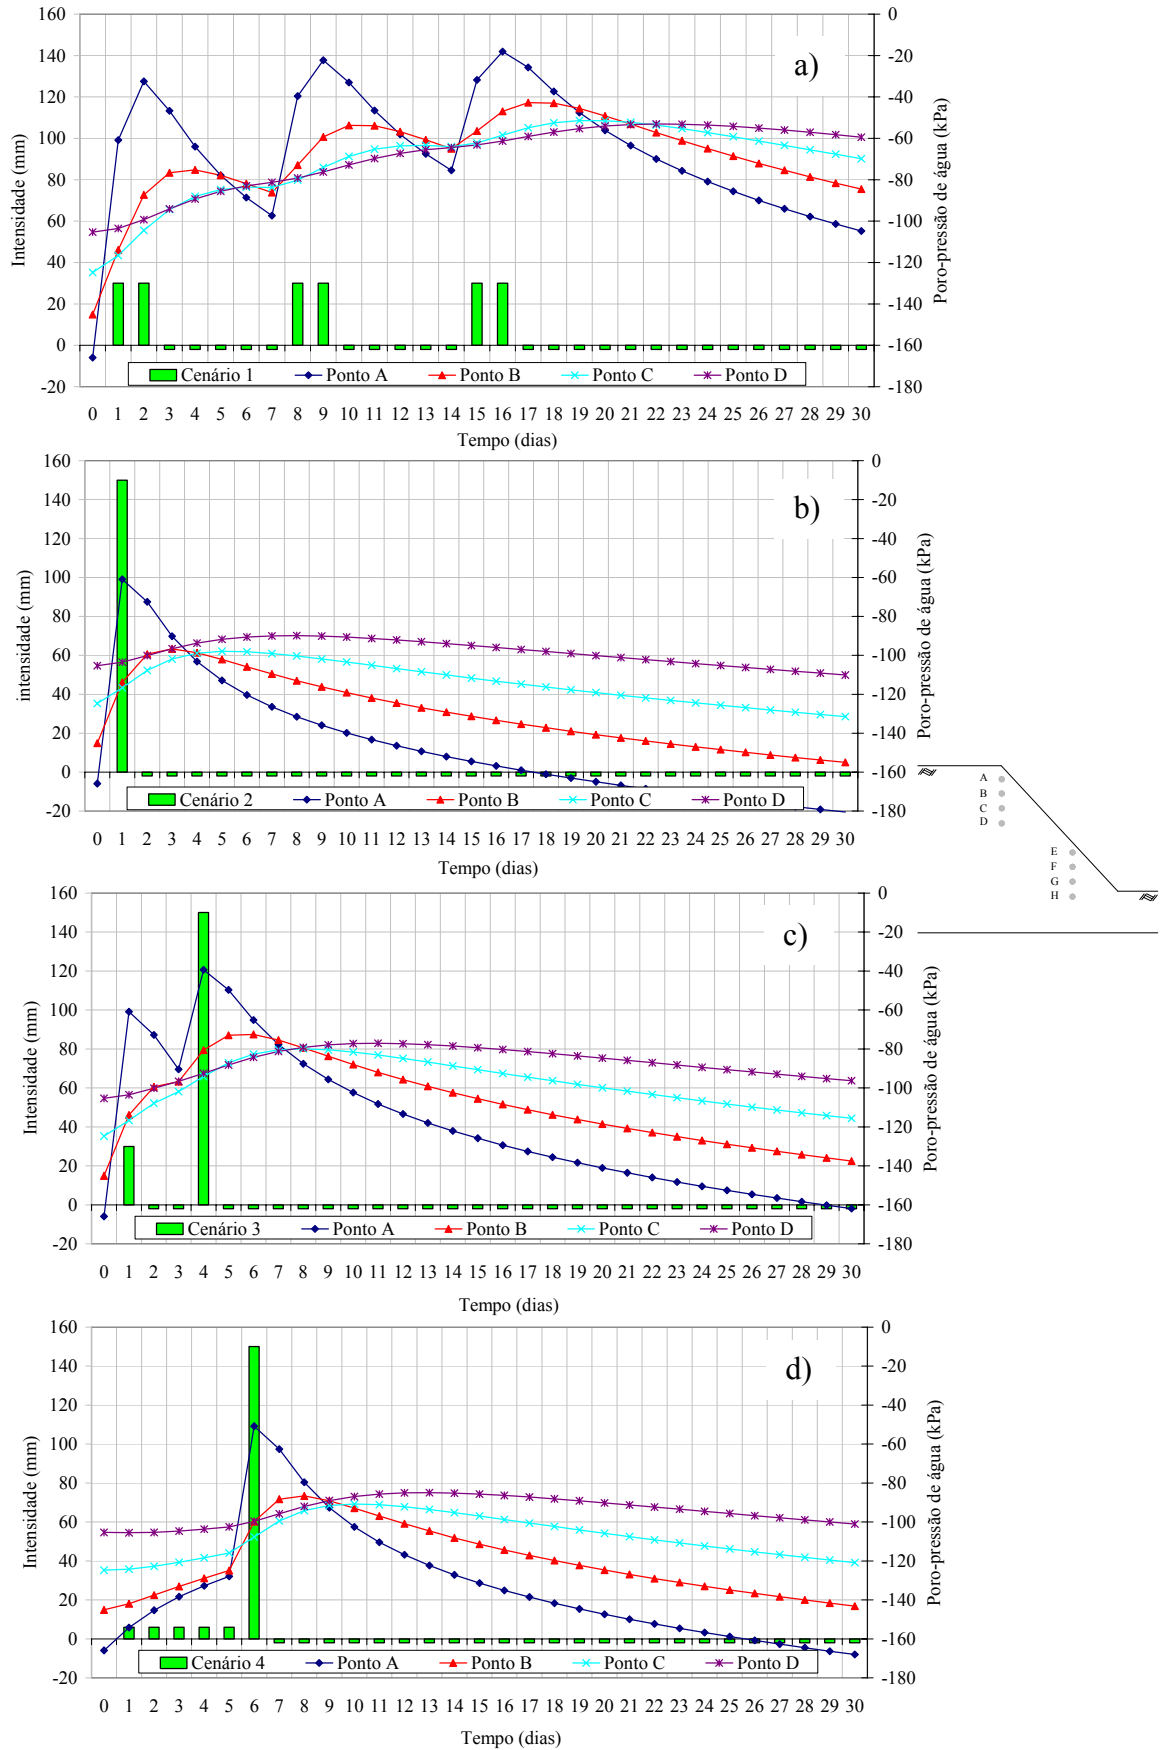 160
140
120
100
80
60
40
20
0
-20
0
-20
-40
-60
-80
-100
-120
-140
-160
-180
Intensidade (mm)
Poro-pressão de água (kPa)
a)
Cenário 1 Ponto A Ponto B Ponto C Ponto D
0 1 2 3 4 5 6 7 8 9 10 11 12 13 14 15 16 17 18 19 20 21 22 23 24 25 26 27 28 29 30
Tempo (dias)
160
140
120
100
80
60
40
20
0
-20
0
-20
-40
-60
-80
-100
-120
-140
-160
-180
intensidade (mm)
Poro-pressão de água (kPa)
b)
Cenário 2 Ponto A Ponto B Ponto C Ponto D
0 1 2 3 4 5 6 7 8 9 10 11 12 13 14 15 16 17 18 19 20 21 22 23 24 25 26 27 28 29 30
Tempo (dias)
A
B
C
D
E
F
G
H
160
140
120
100
80
60
40
20
0
-20
0
-20
-40
-60
-80
-100
-120
-140
-160
-180
Intensidade (mm)
Poro-pressão de água (kPa)
c)
Cenário 3 Ponto A Ponto B Ponto C Ponto D
0 1 2 3 4 5 6 7 8 9 10 11 12 13 14 15 16 17 18 19 20 21 22 23 24 25 26 27 28 29 30
Tempo (dias)
160
140
120
100
80
60
40
20
0
-20
0
-20
-40
-60
-80
-100
-120
-140
-160
-180
Intensidade (mm)
Poro-pressão de água (kPa)
d)
Cenário 4 Ponto A Ponto B Ponto C Ponto D
0 1 2 3 4 5 6 7 8 9 10 11 12 13 14 15 16 17 18 19 20 21 22 23 24 25 26 27 28 29 30
Tempo (dias)